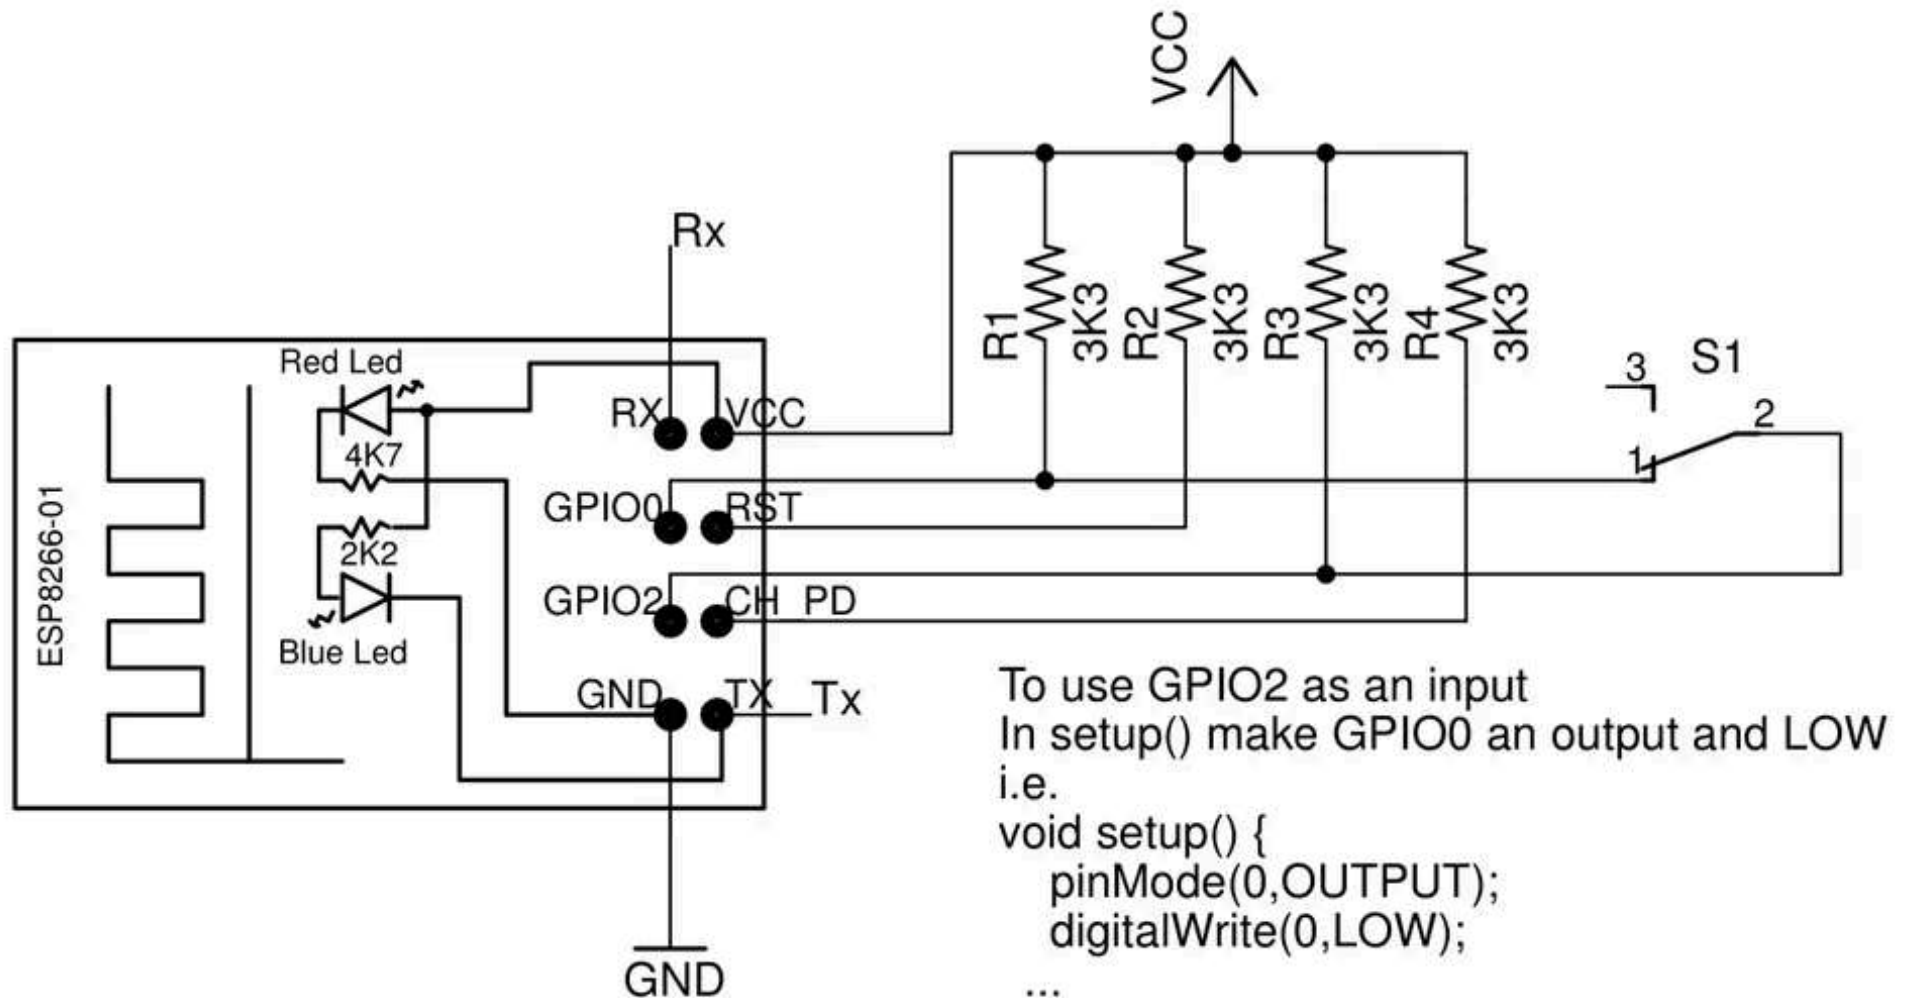 VCC
Rx
R1
3K3
R2
3K3
R3
3K3
R4
3K3
S1
3
2
1
Red Led
4K7
2K2
Blue Led
ESP8266-01
RX
VCC
GPIO0
RST
GPIO2
CH PD
GND
TX
Tx
GND
To use GPIO2 as an input
In setup() make GPIO0 an output and LOW
i.e.
void setup() {
pinMode(0,OUTPUT);
digitalWrite(0,LOW);
...